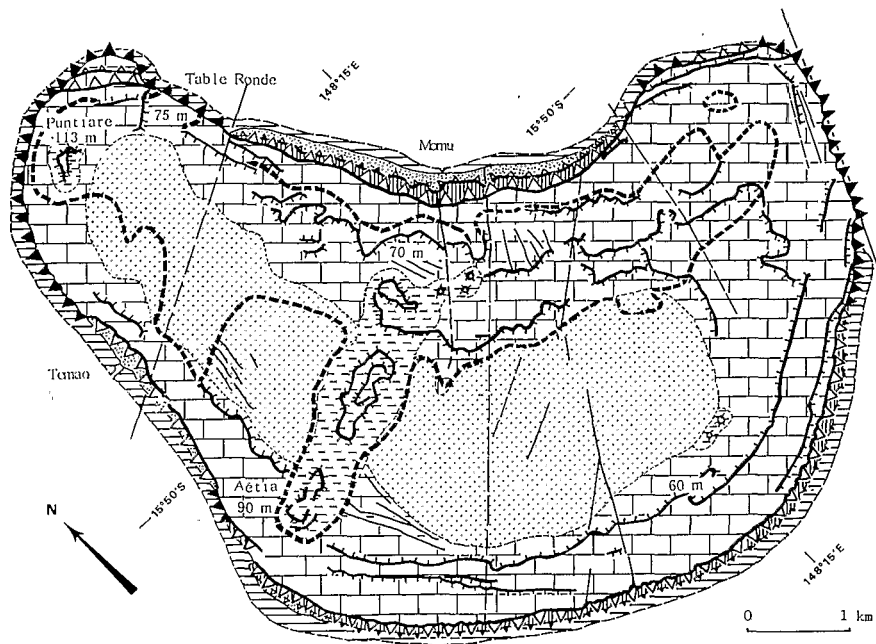 148°15'E
Table Ronde
Puntiare
113 m
75 m
15°50'S
Momu
70 m
Temao
Aétia
90 m
60 m
15°50'S
N
148°15'E
0 1 km